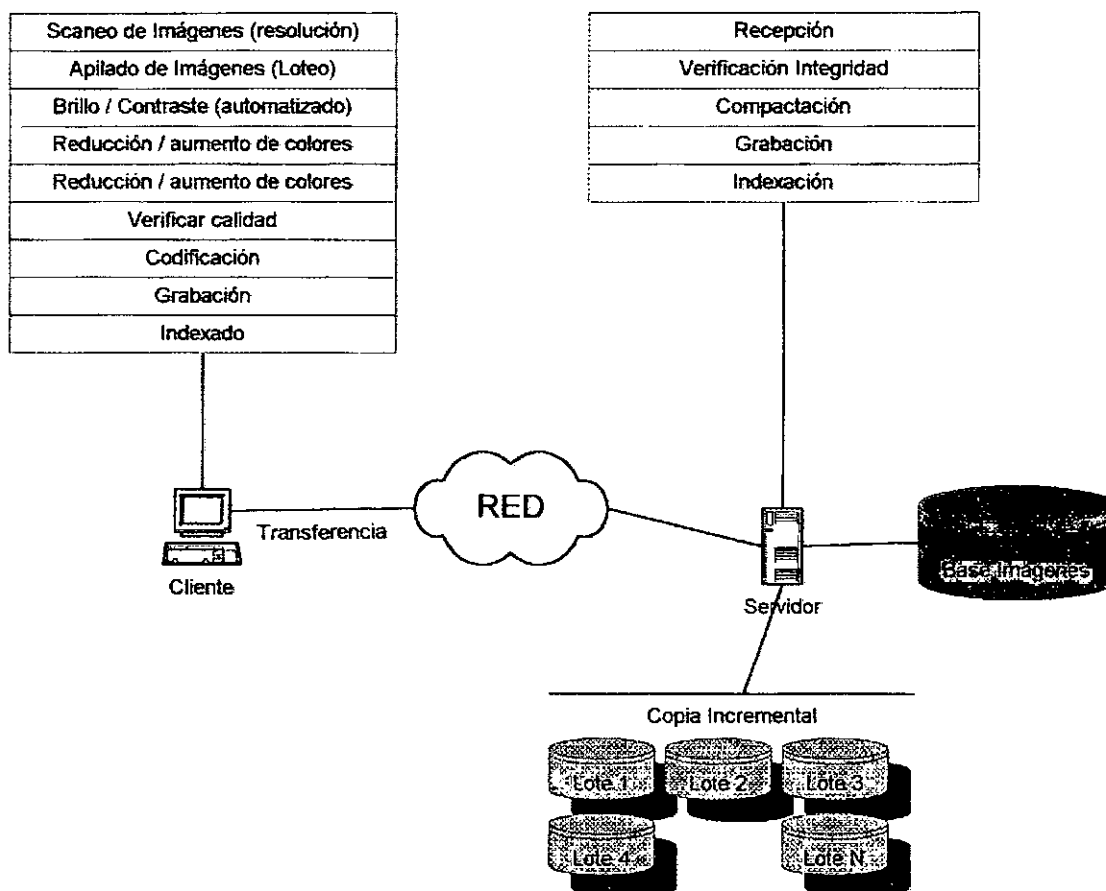 Scaneo de Imágenes (resolución)
Apilado de Imágenes (Loteo)
Brillo / Contraste (automatizado)
Reducción / aumento de colores
Reducción / aumento de colores
Verificar calidad
Codificación
Grabación
Indexado
Recepción
Verificación Integridad
Compactación
Grabación
Indexación
RED
Transferencia
Cliente
Servidor
Base Imágenes
Copia Incremental
Lote 1
Lote 2
Lote 3
Lote 4
Lote N